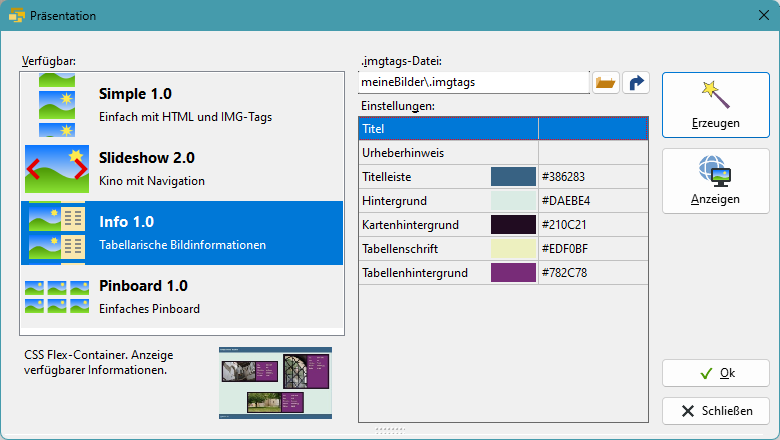 Präsentation
Verfügbar:
Simple 1.0
Einfach mit HTML und IMG-Tags
Slideshow 2.0
Kino mit Navigation
Info 1.0
Tabellarische Bildinformationen
Pinboard 1.0
Einfaches Pinboard
CSS Flex-Container. Anzeige
verfügbarer Informationen.
.imgtags-Datei:
meineBilder\.imgtags
Einstellungen:
Titel
Urheberhinweis
Titelleiste #386283
Hintergrund #DAEBE4
Kartenhintergrund #210C21
Tabellenschrift #EDF0BF
Tabellenhintergrund #782C78
Erzeugen
Anzeigen
Ok
Schließen